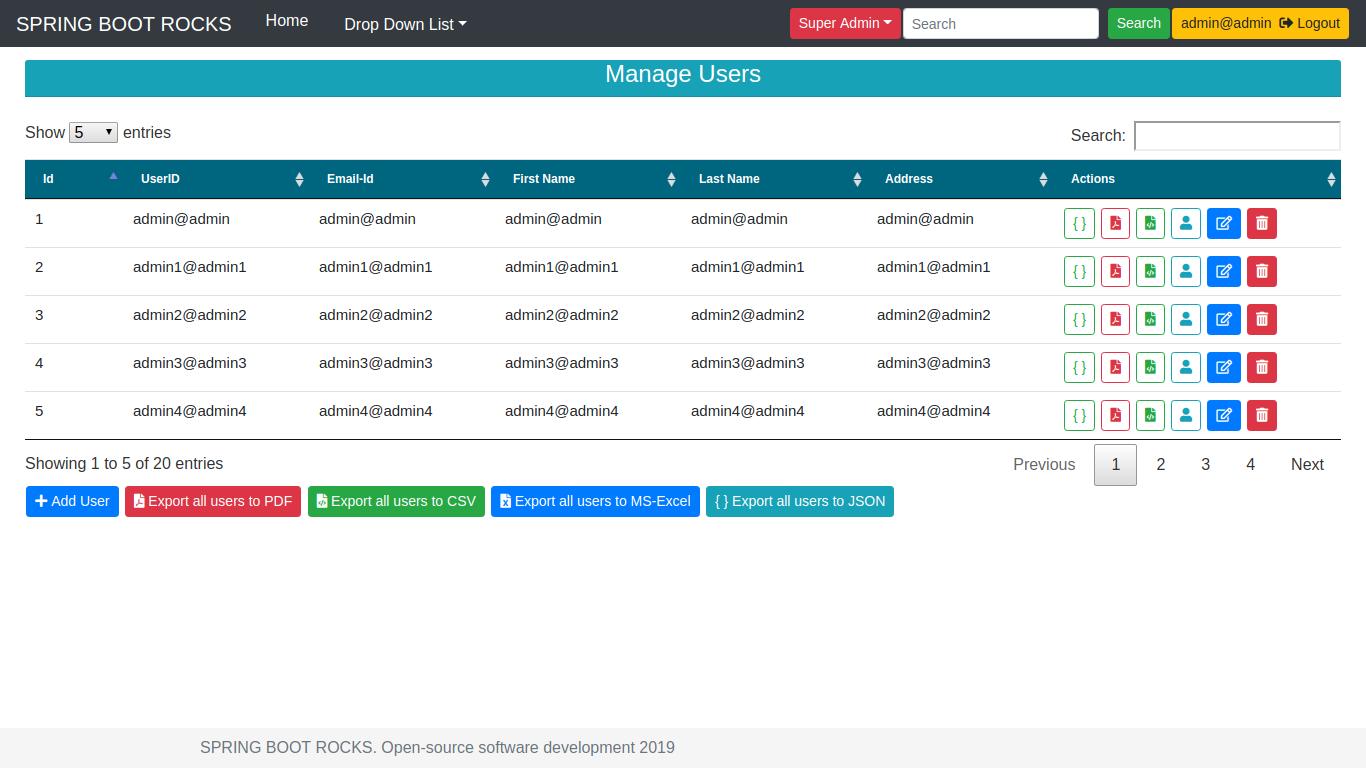 SPRING BOOT ROCKS Home Drop Down List Super Admin Search Search admin@admin Logout
Manage Users
Show 5 entries Search:
Id UserID Email-Id First Name Last Name Address Actions
1 admin@admin admin@admin admin@admin admin@admin admin@admin { }
2 admin1@admin1 admin1@admin1 admin1@admin1 admin1@admin1 admin1@admin1 { }
3 admin2@admin2 admin2@admin2 admin2@admin2 admin2@admin2 admin2@admin2 { }
4 admin3@admin3 admin3@admin3 admin3@admin3 admin3@admin3 admin3@admin3 { }
5 admin4@admin4 admin4@admin4 admin4@admin4 admin4@admin4 admin4@admin4 { }
Showing 1 to 5 of 20 entries Previous 1 2 3 4 Next
Add User Export all users to PDF Export all users to CSV Export all users to MS-Excel { } Export all users to JSON
SPRING BOOT ROCKS. Open-source software development 2019